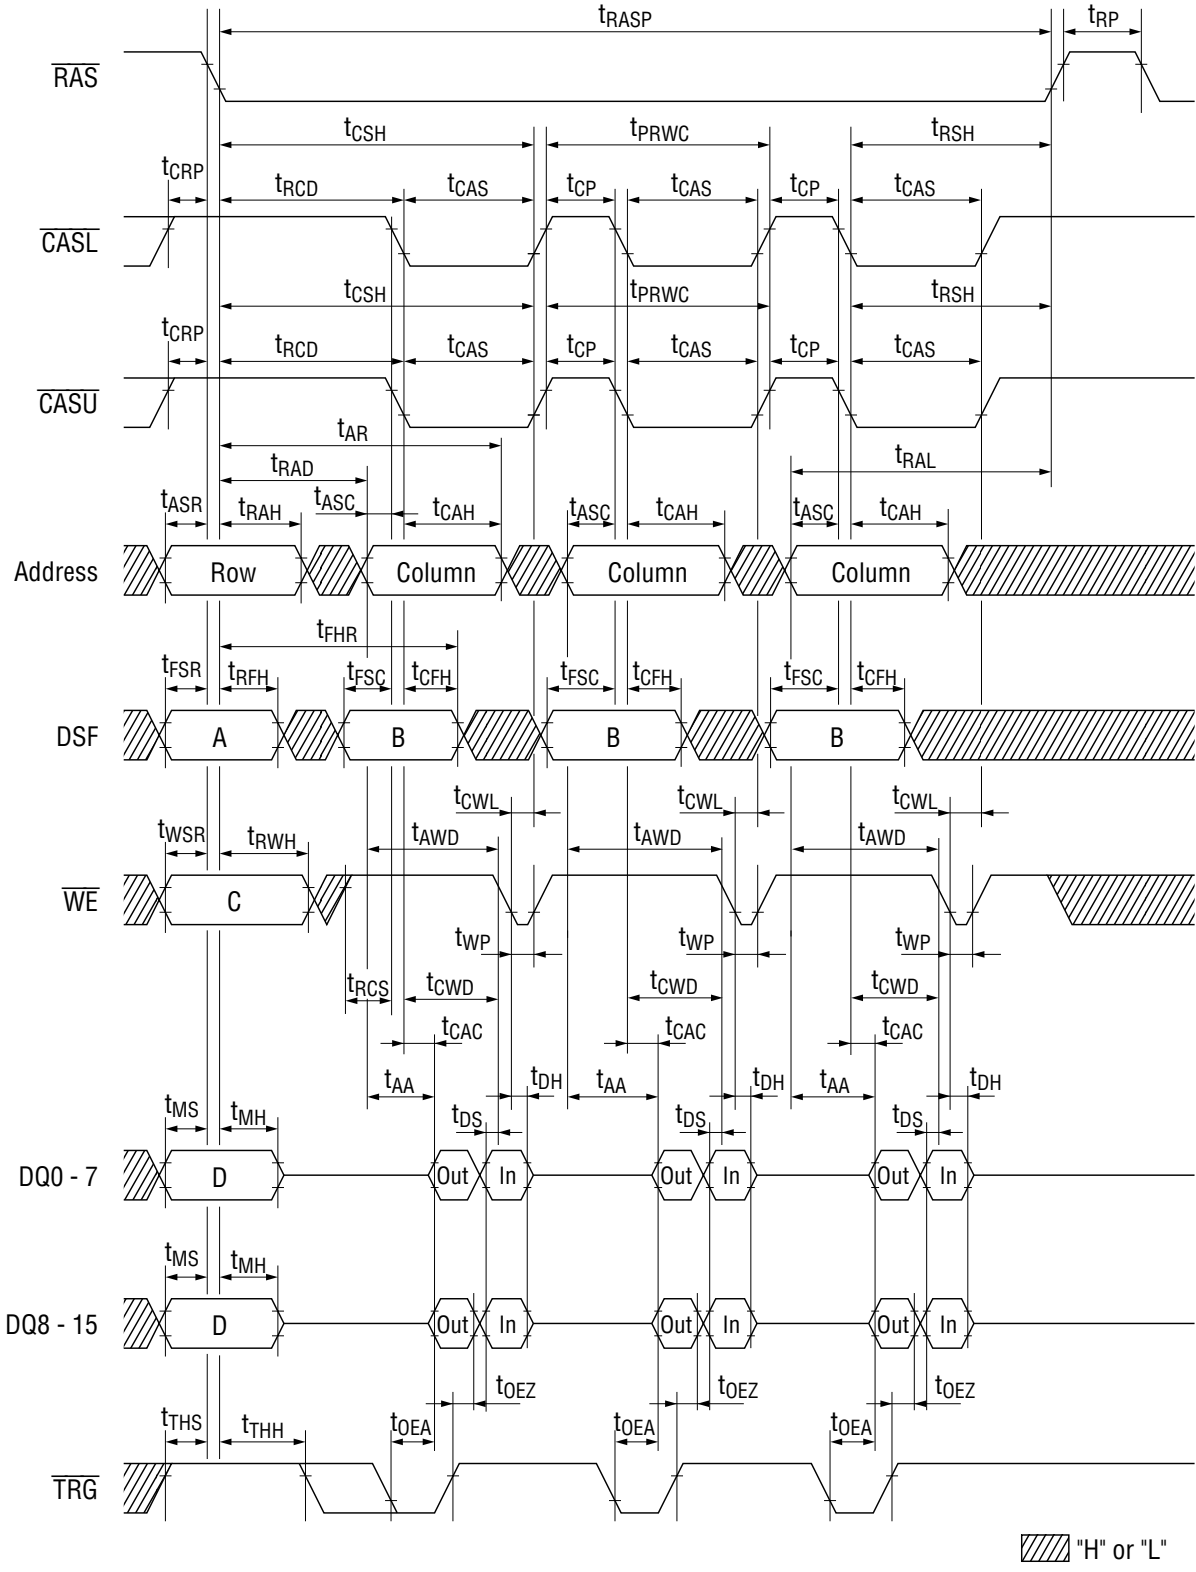 tRASP tRP
RAS
tCSH tPRWC tRSH
tCRP tRCD tCAS tCP tCAS tCP tCAS
CASL
tCSH tPRWC tRSH
tCRP tRCD tCAS tCP tCAS tCP tCAS
CASU
tAR
tRAD tRAL
tASR tRAH tASC tCAH tASC tCAH tASC tCAH
Address Row Column Column Column
tFHR
tFSR tRFH tFSC tCFH tFSC tCFH tFSC tCFH
DSF A B B B
tCWL tCWL tCWL
tWSR tRWH tAWD tAWD tAWD
WE C
tWP tWP tWP
tRCS tCWD tCWD tCWD
tCAC tCAC tCAC
tAA tDH tAA tDH tAA tDH
tMS tMH tDS tDS tDS
DQ0 - 7 D Out In Out In Out In
tMS tMH
DQ8 - 15 D Out In Out In Out In
tOEZ tOEZ tOEZ
tTHS tTHH tOEA tOEA tOEA
TRG
"H" or "L"